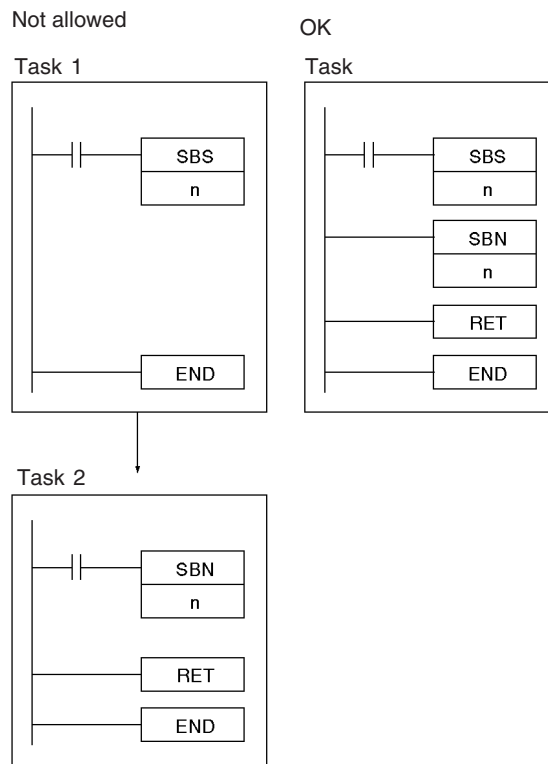 Not allowed
Task 1
SBS
n
END
Task 2
SBN
n
RET
END
OK
Task
SBS
n
SBN
n
RET
END